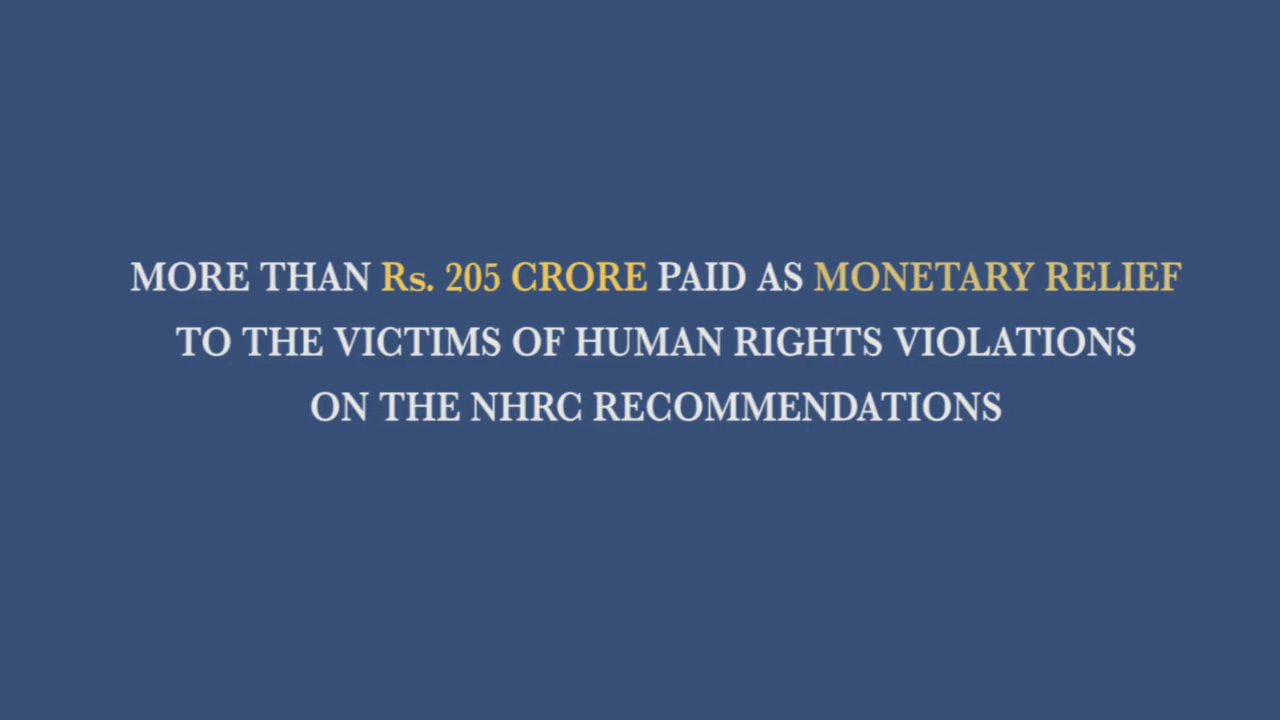 MORE THAN Rs. 205 CRORE PAID AS MONETARY RELIEF
TO THE VICTIMS OF HUMAN RIGHTS VIOLATIONS
ON THE NHRC RECOMMENDATIONS